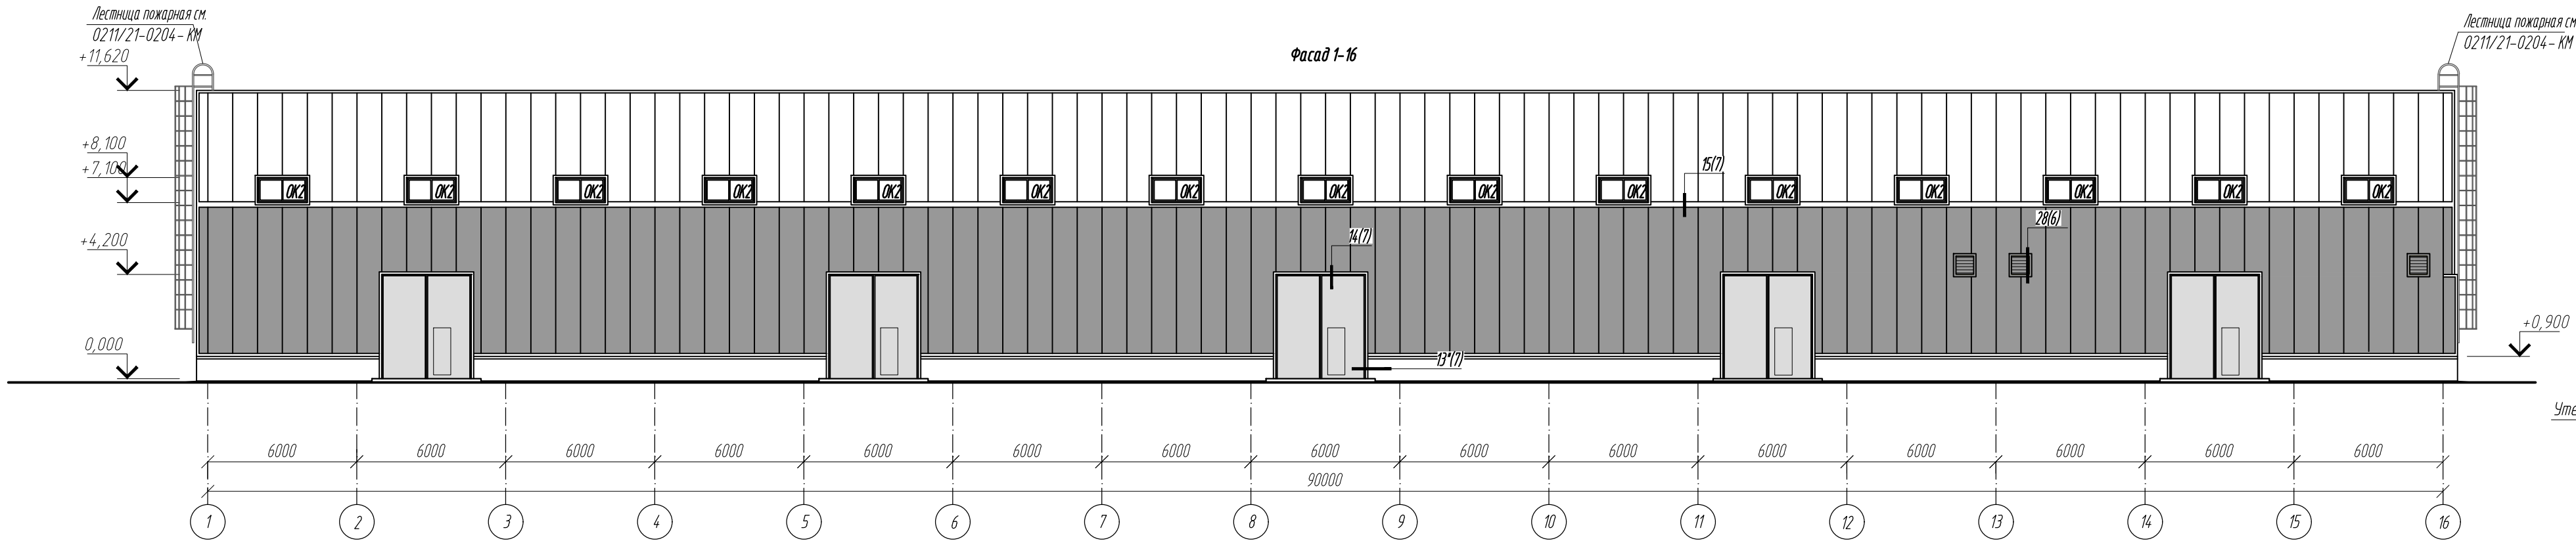 Лестница пожарная см.
0211/21-0204-КМ
Лестница пожарная см
0211/21-0204-КМ
Фасад 1-16
+11,620
+8,100
+7,100
+4,200
0,000
+0,900
15(7)
ОК2 ОК2 ОК2 ОК2 ОК2 ОК2 ОК2 ОК2 ОК2 ОК2 ОК2 ОК2 ОК2 ОК2 ОК2
28(6)
14(7)
13*(7)
Уте
6000 6000 6000 6000 6000 6000 6000 6000 6000 6000 6000 6000 6000 6000 6000
90000
1 2 3 4 5 6 7 8 9 10 11 12 13 14 15 16